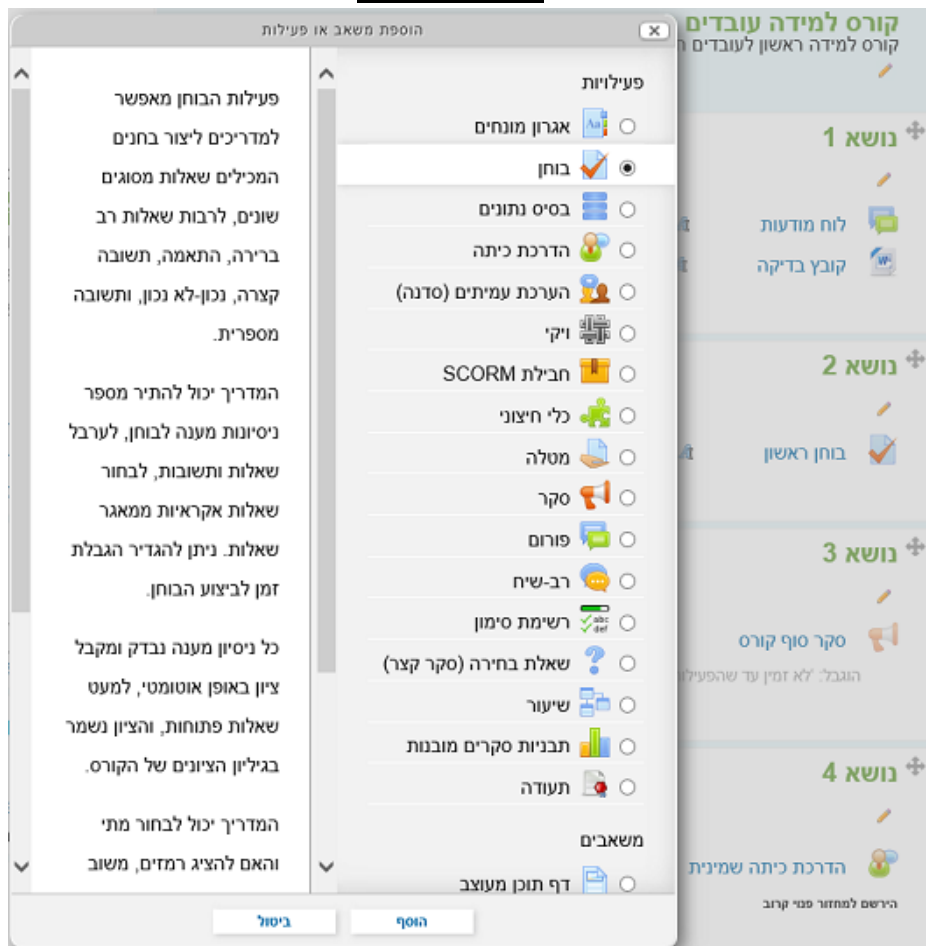 הוספת משאב או פעילות
קורס למידה עובדים
קורס למידה ראשון לעובדים
נושא 1
לוח מודעות
קובץ בדיקה
נושא 2
בוחן ראשון
נושא 3
סקר סוף קורס
הוגבל: 'לא זמין עד שהפעילו
נושא 4
הדרכת כיתה שמינית
הירשם למחזור פנוי קרוב
פעילויות
אגרון מונחים
בוחן
בסיס נתונים
הדרכת כיתה
הערכת עמיתים (סדנה)
ויקי
חבילת SCORM
כלי חיצוני
מטלה
סקר
פורום
רב-שיח
רשימת סימון
שאלת בחירה (סקר קצר)
שיעור
תבניות סקרים מובנות
תעודה
משאבים
דף תוכן מעוצב
פעילות הבוחן מאפשר
למדריכים ליצור בחנים
המכילים שאלות מסוגים
שונים, לרבות שאלות רב
ברירה, התאמה, תשובה
קצרה, נכון-לא נכון, ותשובה
מספרית.
המדריך יכול להתיר מספר
ניסיונות מענה לבוחן, לערבל
שאלות ותשובות, לבחור
שאלות אקראיות ממאגר
שאלות. ניתן להגדיר הגבלת
זמן לביצוע הבוחן.
כל ניסיון מענה נבדק ומקבל
ציון באופן אוטומטי, למעט
שאלות פתוחות, והציון נשמר
בגיליון הציונים של הקורס.
המדריך יכול לבחור מתי
והאם להציג רמזים, משוב
הוסף
ביטול